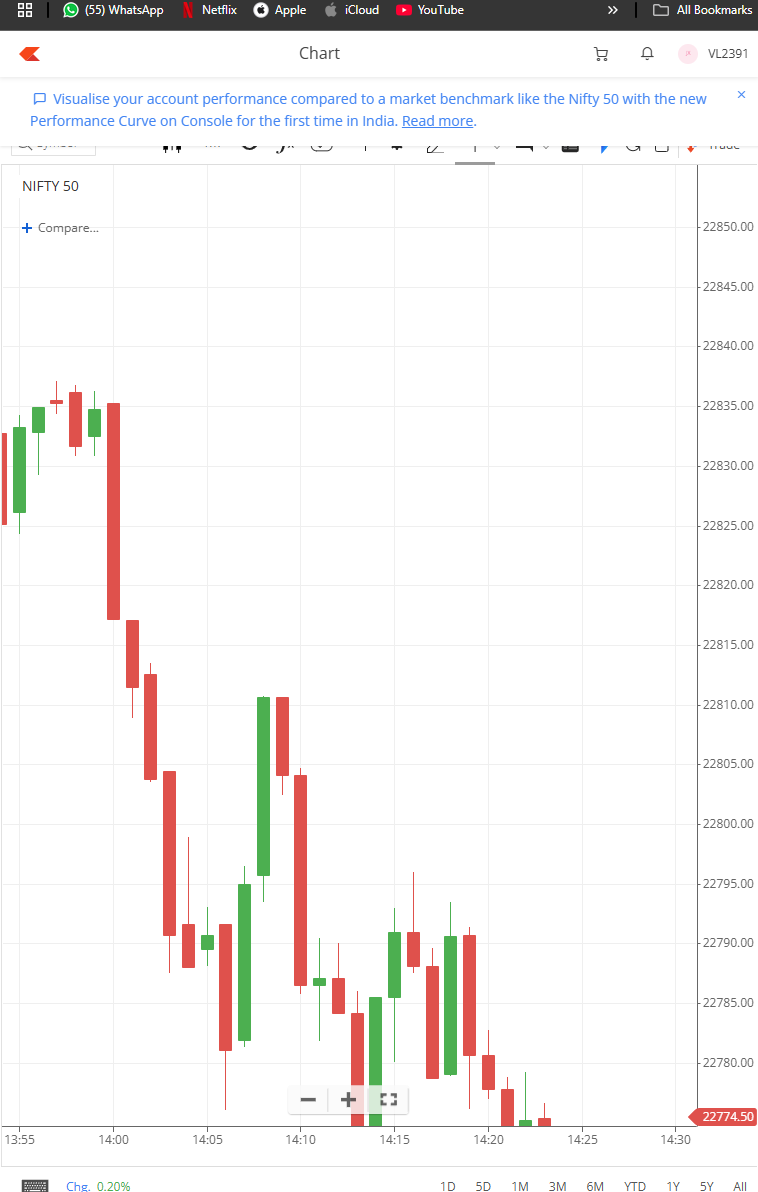 (55) WhatsApp
Netflix
Apple
iCloud
YouTube
»
All Bookmarks
Chart
VL2391
Visualise your account performance compared to a market benchmark like the Nifty 50 with the new
Performance Curve on Console for the first time in India. Read more.
NIFTY 50
+ Compare...
22850.00
22845.00
22840.00
22835.00
22830.00
22825.00
22820.00
22815.00
22810.00
22805.00
22800.00
22795.00
22790.00
22785.00
22780.00
22774.50
13:55
14:00
14:05
14:10
14:15
14:20
14:25
14:30
Chg. 0.20%
1D
5D
1M
3M
6M
YTD
1Y
5Y
All